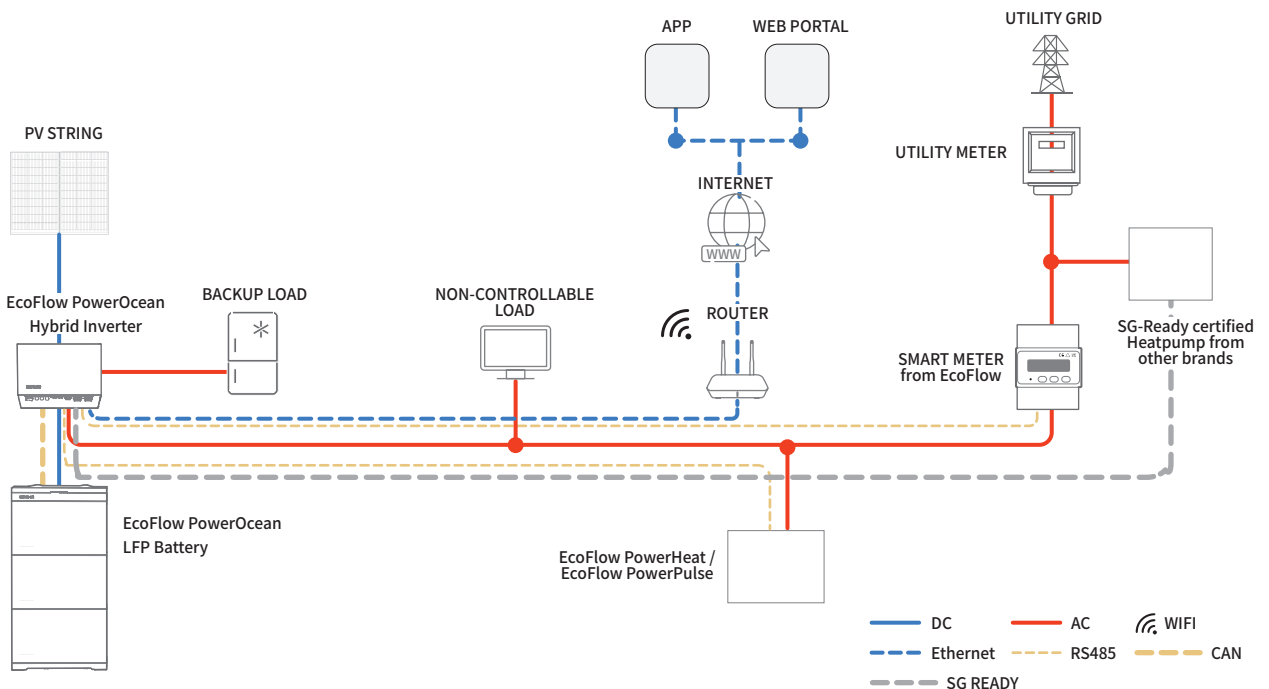 UTILITY GRID
APP
WEB PORTAL
PV STRING
UTILITY METER
INTERNET
WWW
EcoFlow PowerOcean
Hybrid Inverter
BACKUP LOAD
NON-CONTROLLABLE
LOAD
ROUTER
SMART METER
from EcoFlow
SG-Ready certified
Heatpump from
other brands
EcoFlow PowerOcean
LFP Battery
EcoFlow PowerHeat /
EcoFlow PowerPulse
DC
AC
WIFI
Ethernet
RS485
CAN
SG READY